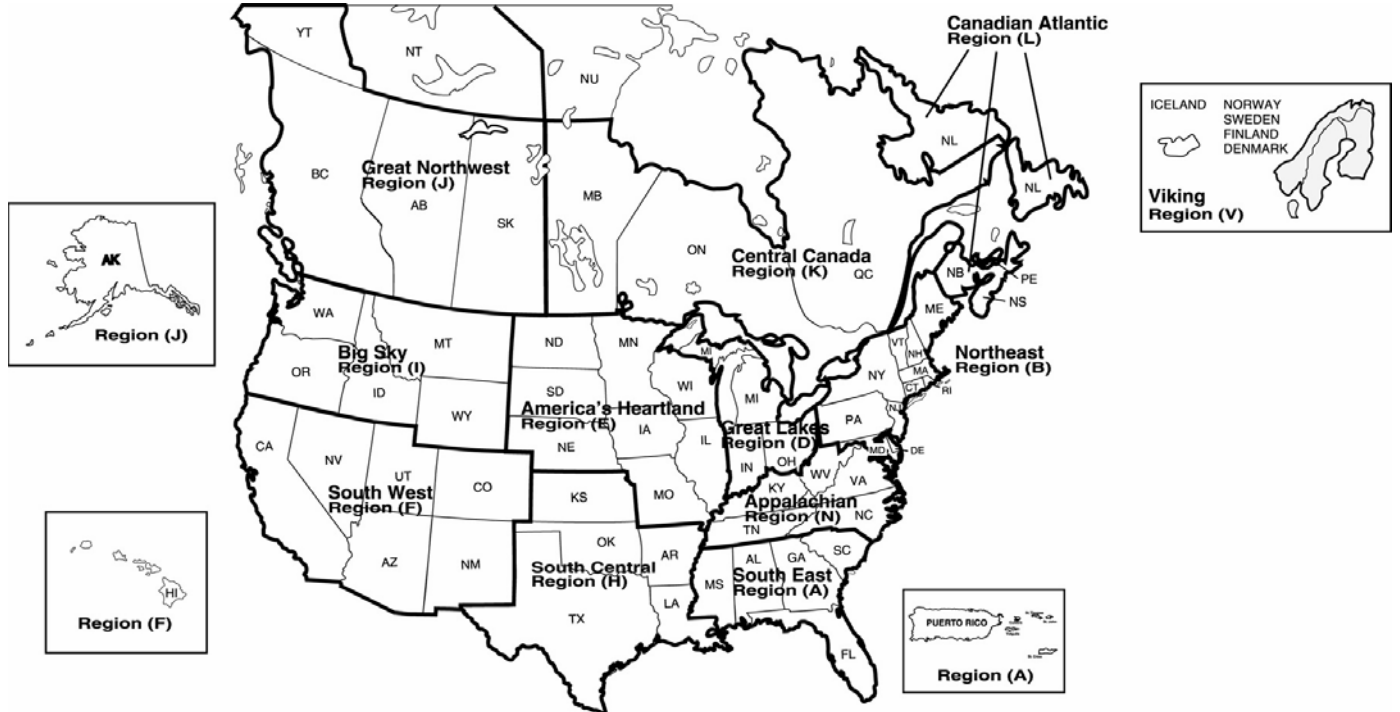 YT
NT
NU
Canadian Atlantic
Region (L)
ICELAND
NORWAY
SWEDEN
FINLAND
DENMARK
Viking
Region (V)
NL
NL
BC
Great Northwest
Region (J)
AB
SK
MB
ON
Central Canada
Region (K)
QC
NB
PE
NS
AK
Region (J)
WA
OR
Big Sky
Region (I)
ID
MT
WY
ND
SD
America's Heartland
Region (E)
NE
MN
WI
IA
IL
MO
MI
MI
Great Lakes
Region (D)
IN
OH
ME
VT
NH
MA
CT
RI
NY
NJ
PA
Northeast
Region (B)
MD
DE
CA
NV
UT
CO
South West
Region (F)
AZ
NM
KS
OK
South Central
Region (H)
TX
AR
LA
KY
WV
VA
Appalachian
Region (N)
TN
NC
SC
MS
AL
GA
South East
Region (A)
FL
HI
Region (F)
PUERTO RICO
Region (A)